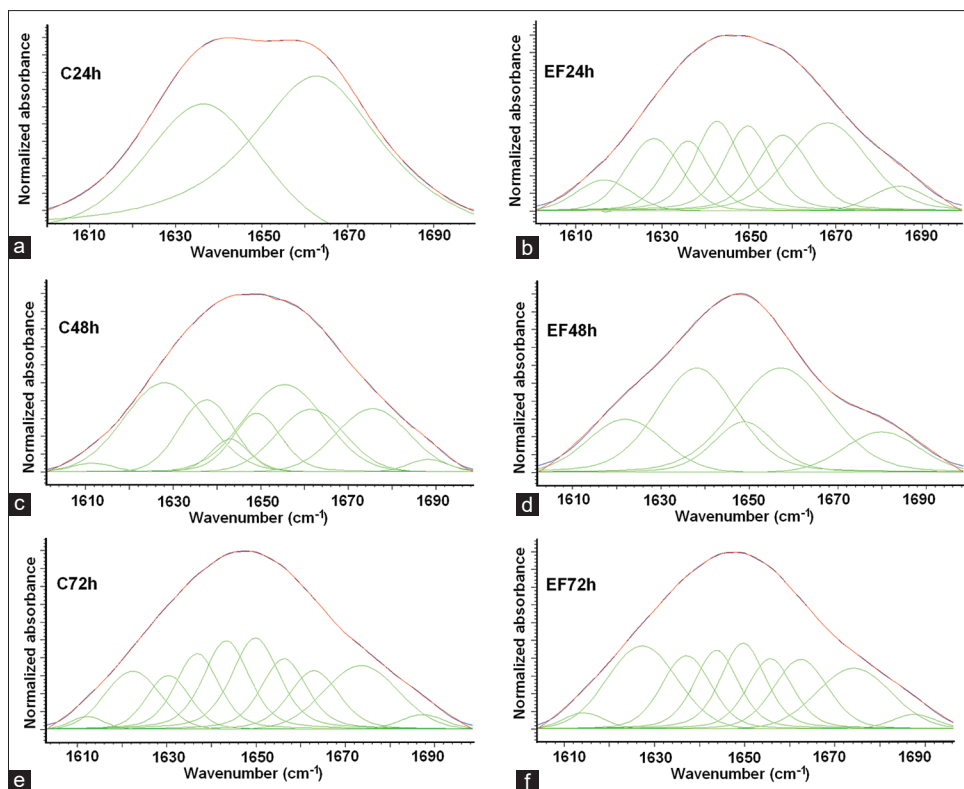 C24h
Normalized absorbance
1610 1630 1650 1670 1690
Wavenumber (cm-1)
a
EF24h
Normalized absorbance
1610 1630 1650 1670 1690
Wavenumber (cm-1)
b
C48h
Normalized absorbance
1610 1630 1650 1670 1690
Wavenumber (cm-1)
c
EF48h
Normalized absorbance
1610 1630 1650 1670 1690
Wavenumber (cm-1)
d
C72h
Normalized absorbance
1610 1630 1650 1670 1690
Wavenumber (cm-1)
e
EF72h
Normalized absorbance
1610 1630 1650 1670 1690
Wavenumber (cm-1)
f